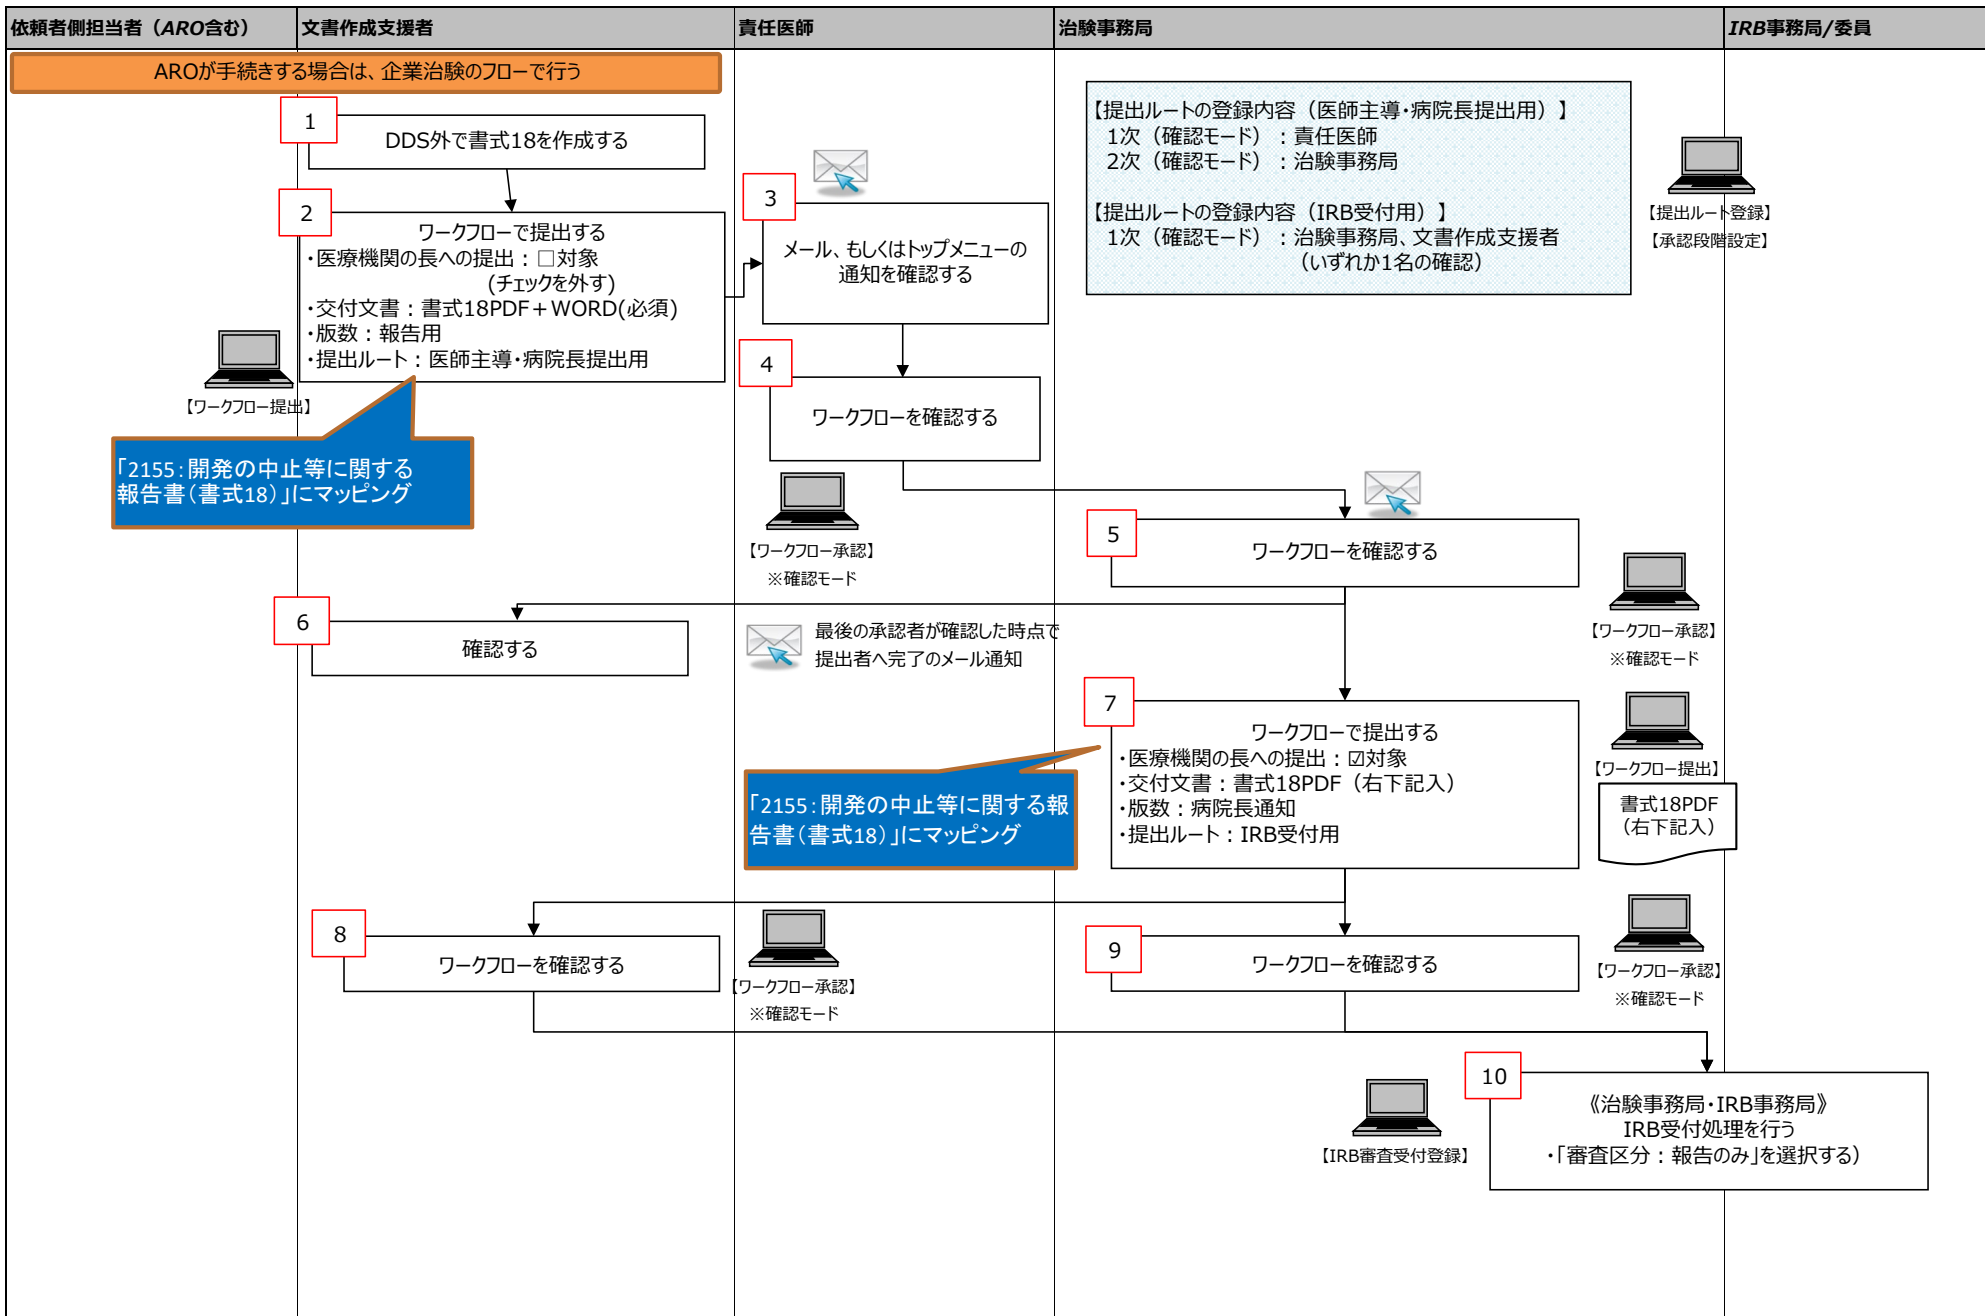 依頼者側担当者（ARO含む）
文書作成支援者
責任医師
治験事務局
IRB事務局/委員
AROが手続きする場合は、企業治験のフローで行う
1
DDS外で書式18を作成する
2
ワークフローで提出する
・医療機関の長への提出：□対象
(チェックを外す)
・交付文書：書式18PDF＋WORD(必須)
・版数：報告用
・提出ルート：医師主導・病院長提出用
【ワークフロー提出】
「2155：開発の中止等に関する
報告書（書式18）」にマッピング
3
メール、もしくはトップメニューの
通知を確認する
【提出ルートの登録内容（医師主導・病院長提出用）】
1次（確認モード）：責任医師
2次（確認モード）：治験事務局
【提出ルートの登録内容（IRB受付用）】
1次（確認モード）：治験事務局、文書作成支援者
（いずれか1名の確認）
【提出ルート登録】
【承認段階設定】
4
ワークフローを確認する
【ワークフロー承認】
※確認モード
5
ワークフローを確認する
【ワークフロー承認】
※確認モード
6
確認する
最後の承認者が確認した時点で
提出者へ完了のメール通知
7
ワークフローで提出する
・医療機関の長への提出：☑対象
・交付文書：書式18PDF（右下記入）
・版数：病院長通知
・提出ルート：IRB受付用
「2155：開発の中止等に関する報
告書（書式18）」にマッピング
【ワークフロー提出】
書式18PDF
（右下記入）
8
ワークフローを確認する
【ワークフロー承認】
※確認モード
9
ワークフローを確認する
【ワークフロー承認】
※確認モード
10
《治験事務局・IRB事務局》
IRB受付処理を行う
・「審査区分：報告のみ」を選択する）
【IRB審査受付登録】